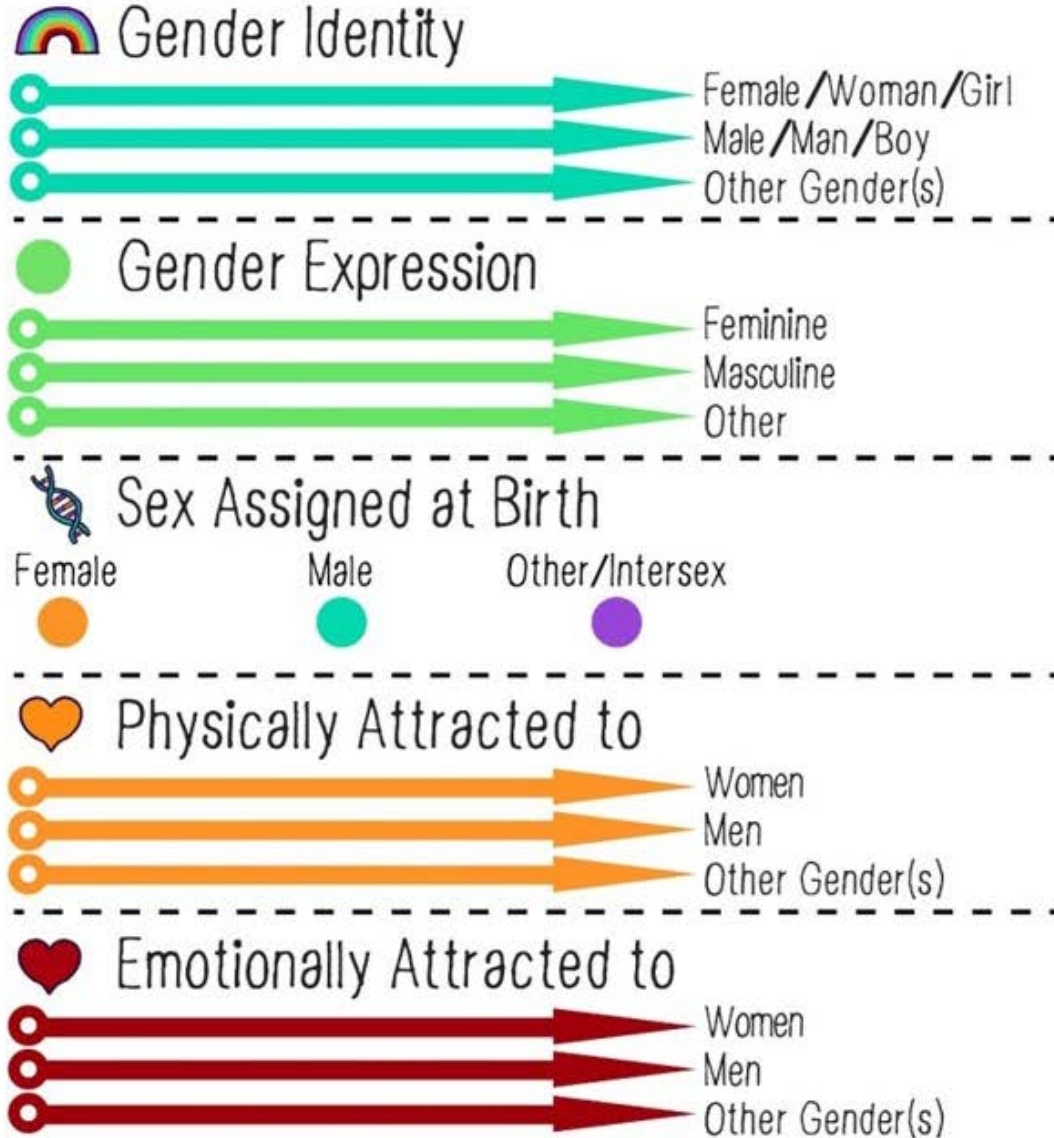 Gender Identity
Female/Woman/Girl
Male/Man/Boy
Other Gender(s)
Gender Expression
Feminine
Masculine
Other
Sex Assigned at Birth
Female Male Other/Intersex
Physically Attracted to
Women
Men
Other Gender(s)
Emotionally Attracted to
Women
Men
Other Gender(s)